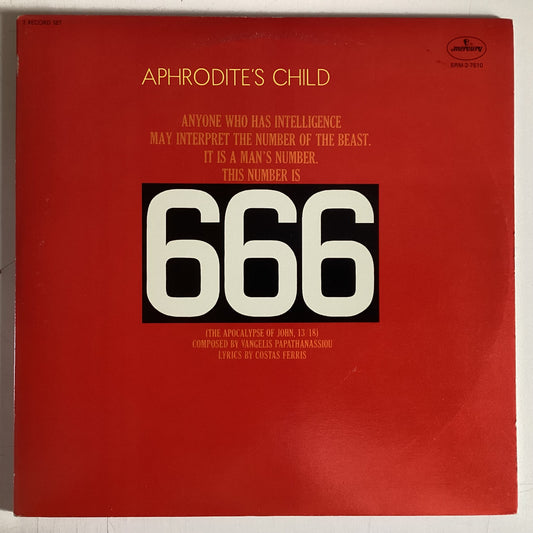 2 RECORD SET
mercury
SRM-2-7610
APHRODITE'S CHILD
ANYONE WHO HAS INTELLIGENCE
MAY INTERPRET THE NUMBER OF THE BEAST.
IT IS A MAN'S NUMBER.
THIS NUMBER IS
666
(THE APOCALYPSE OF JOHN, 13/18)
COMPOSED BY VANGELIS PAPATHANASSIOU
LYRICS BY COSTAS FERRIS